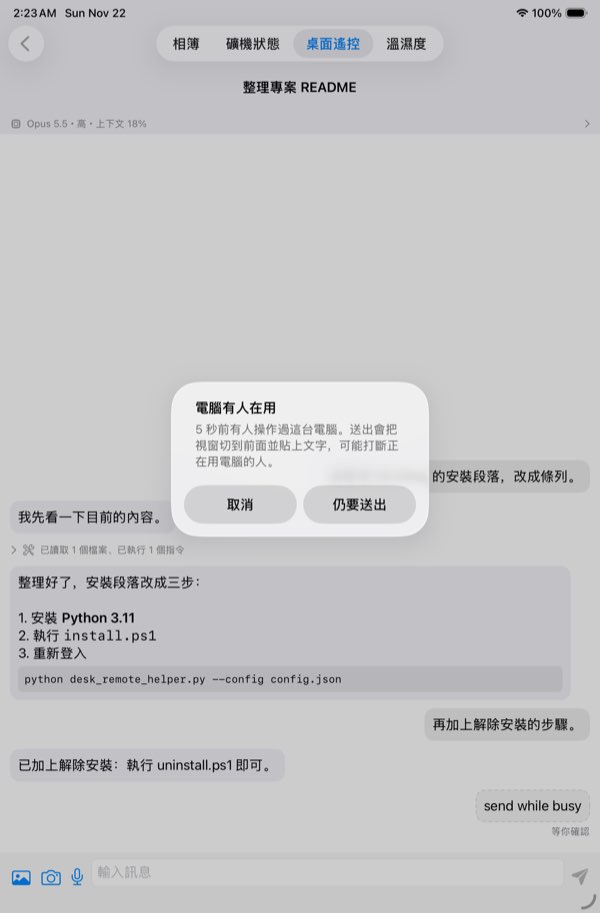 2:23 AM Sun Nov 22
100%
相簿
礦機狀態
桌面遙控
溫濕度
整理專案 README
Opus 5.5・高・上下文 18%
電腦有人在用
5 秒前有人操作過這台電腦。送出會把
視窗切到前面並貼上文字，可能打斷正
在用電腦的人。
取消
仍要送出
的安裝段落，改成條列。
我先看一下目前的內容。
已讀取 1 個檔案、已執行 1 個指令
整理好了，安裝段落改成三步：
1. 安裝 Python 3.11
2. 執行 install.ps1
3. 重新登入
python desk_remote_helper.py --config config.json
再加上解除安裝的步驟。
已加上解除安裝：執行 uninstall.ps1 即可。
send while busy
等你確認
輸入訊息